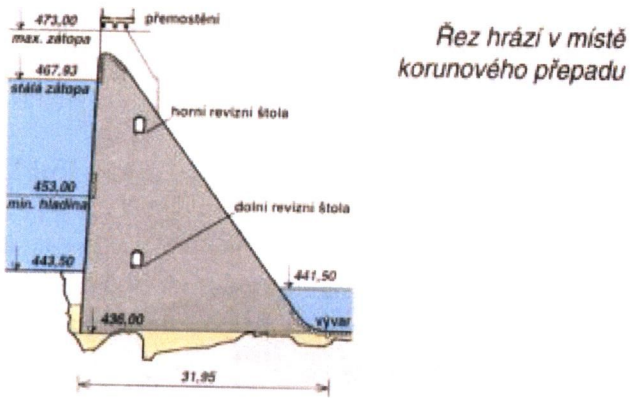 473,00
max. zátopa
přemostění
Řez hrází v místě
korunového přepadu
467,93
stálá zátopa
horní revizní štola
453,00
min. hladina
dolní revizní štola
443,50
441,50
436,00
vývar
31,95